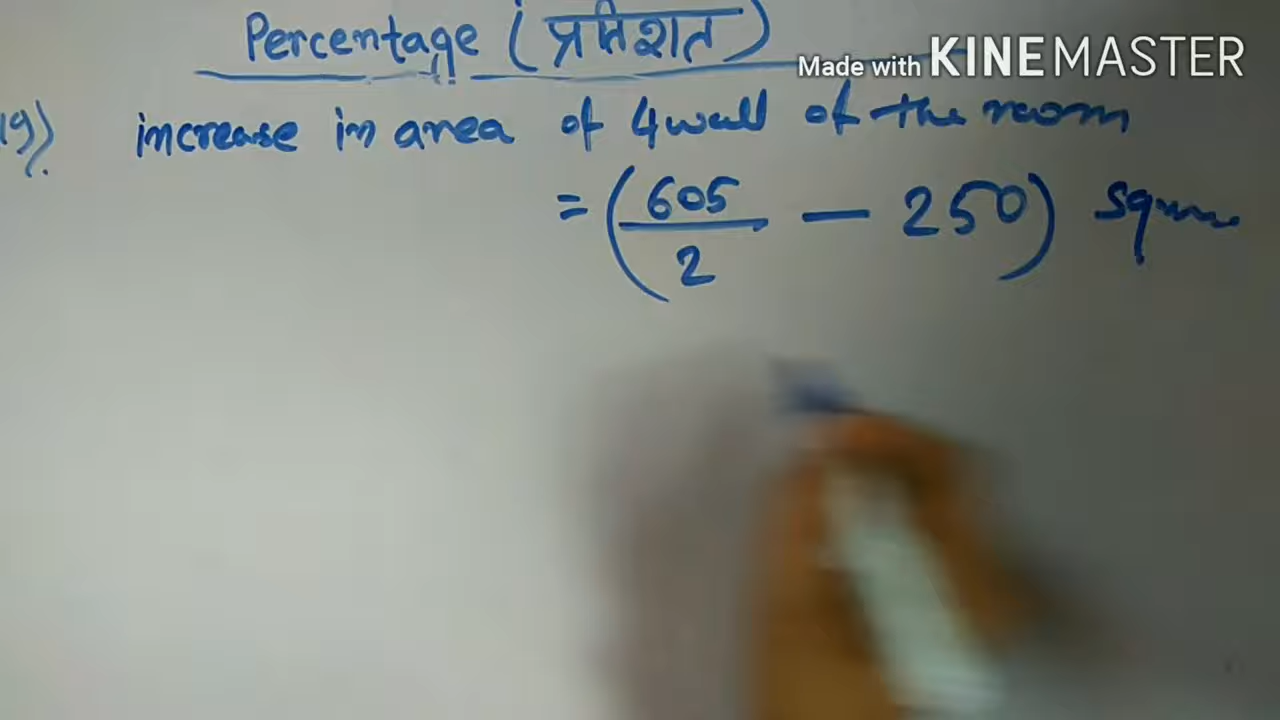 Percentage (प्रतिशत)
Made with KINEMASTER
19). increase in area of 4 wall of the room
= (605/2 — 250) square